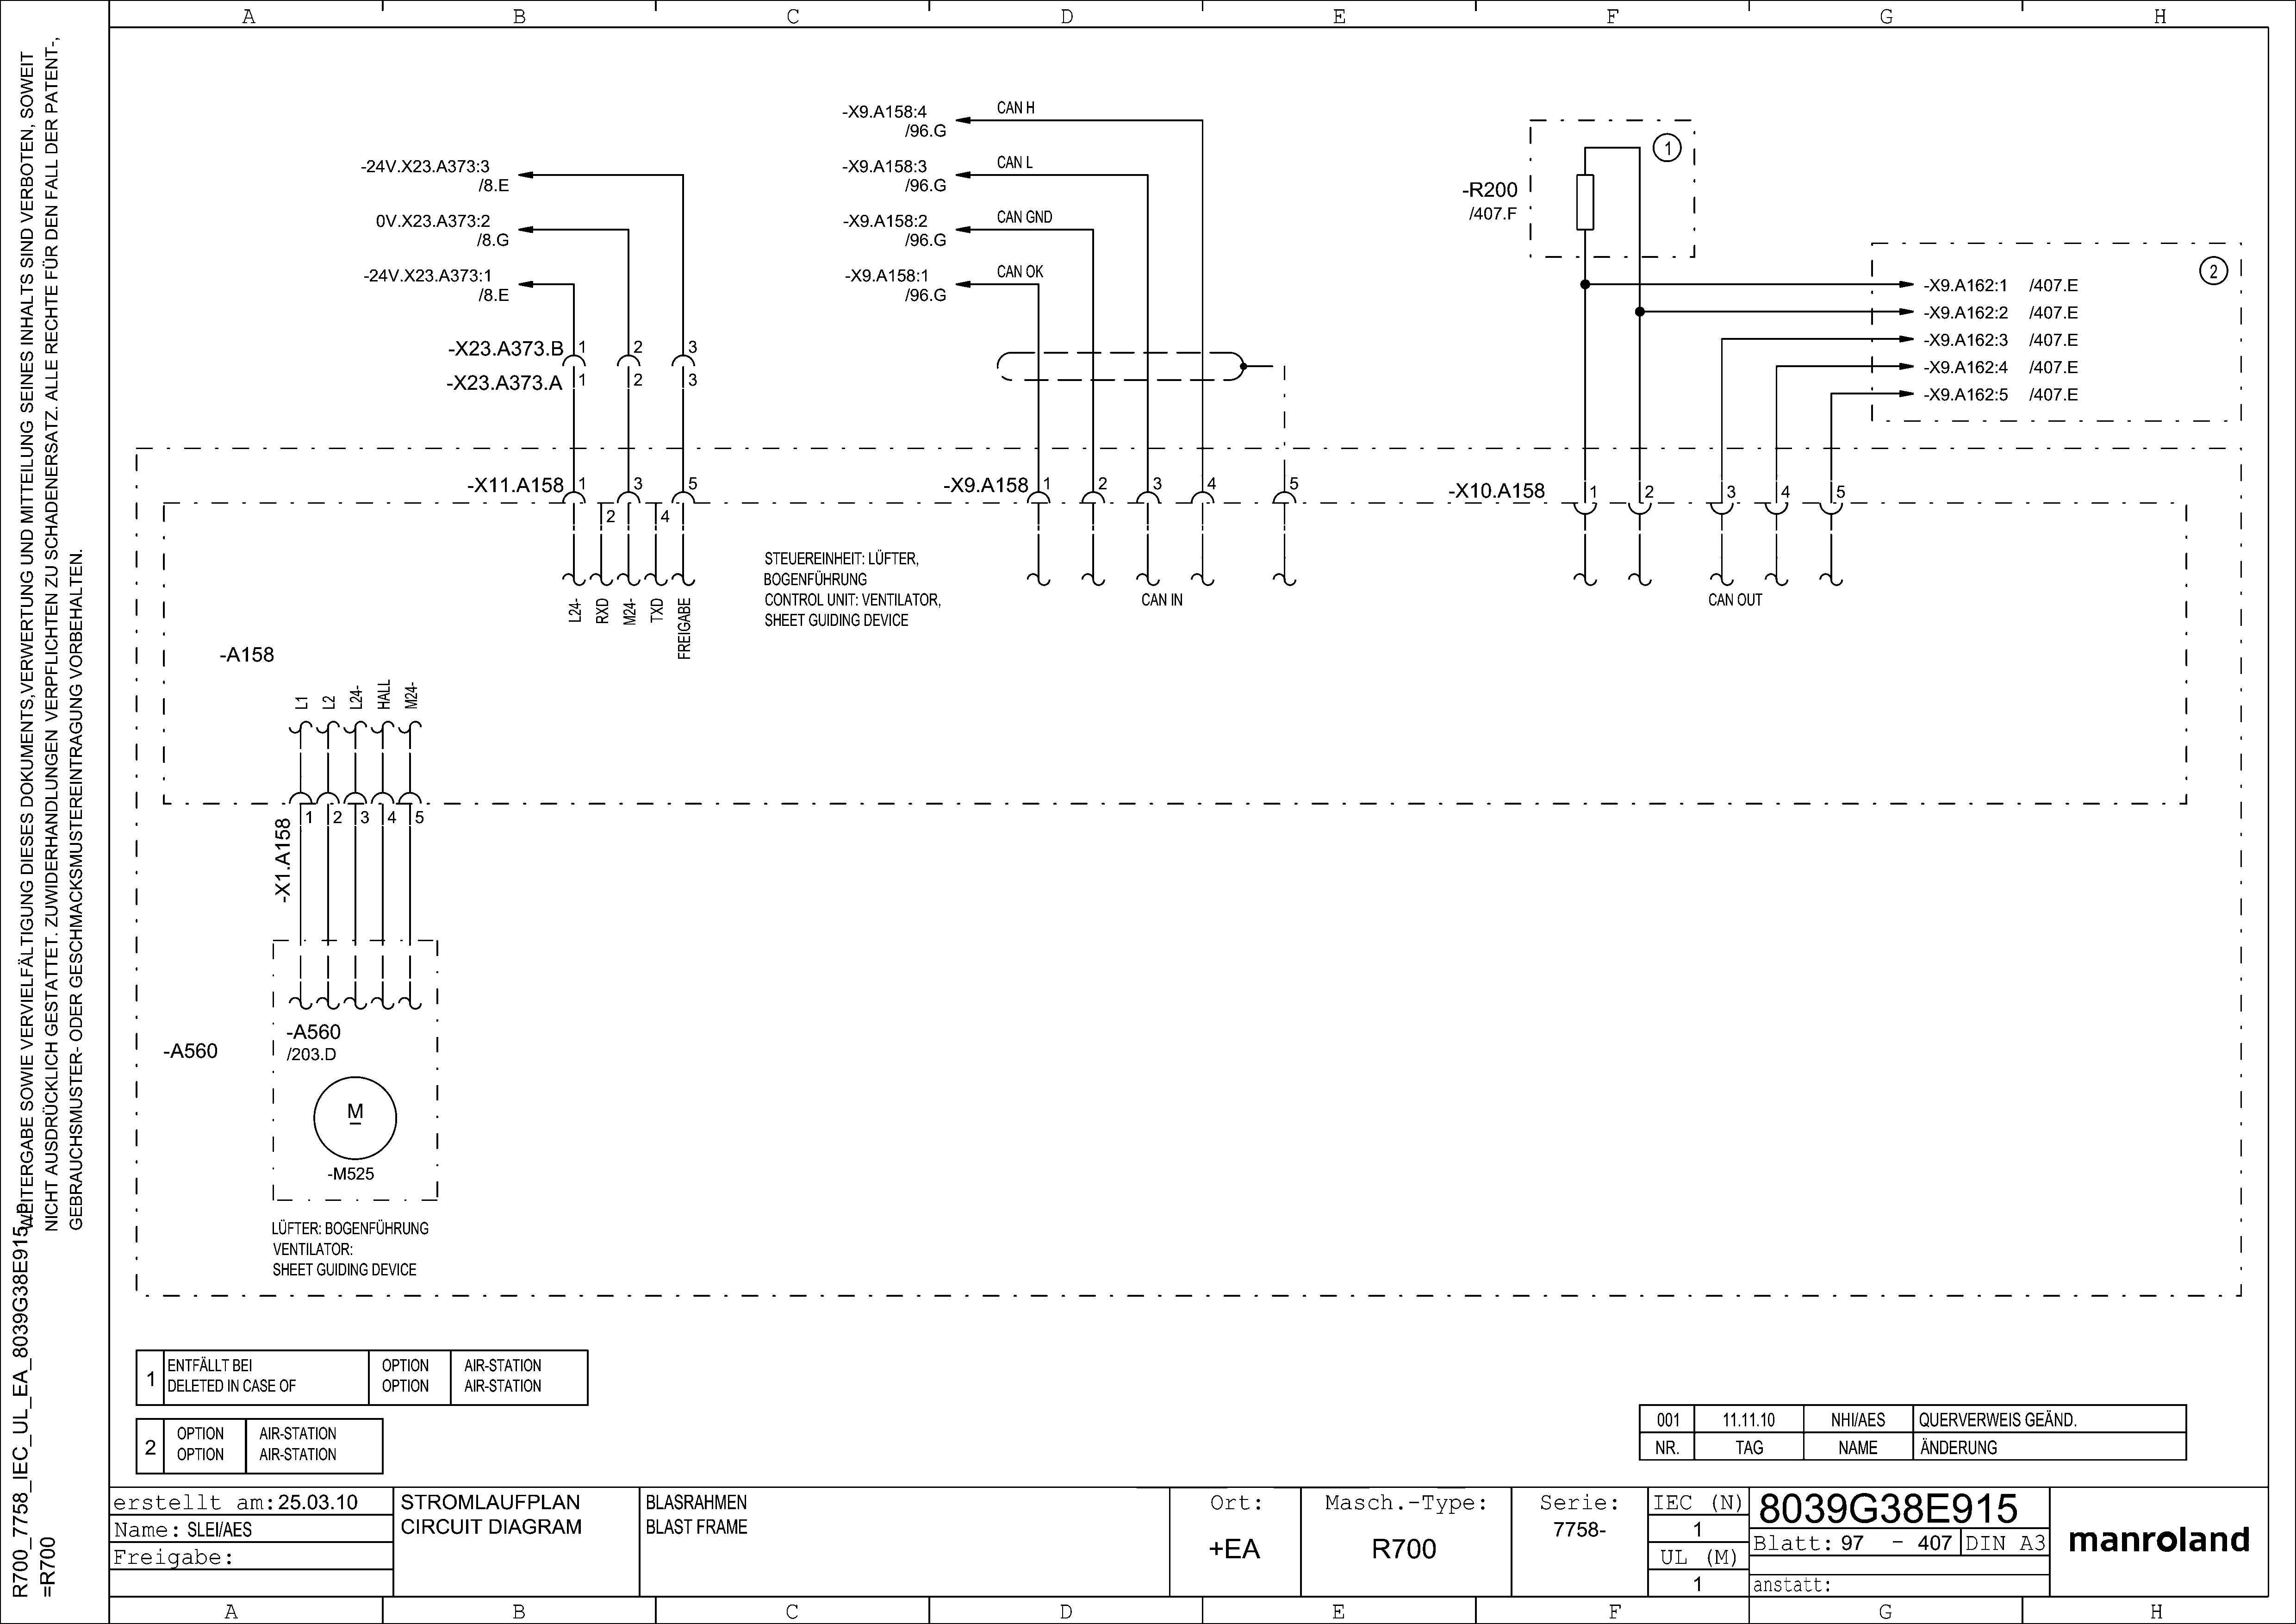 A B C D E F G H
WEITERGABE SOWIE VERVIELFÄLTIGUNG DIESES DOKUMENTS,VERWERTUNG UND MITTEILUNG SEINES INHALTS SIND VERBOTEN, SOWEIT
NICHT AUSDRÜCKLICH GESTATTET. ZUWIDERHANDLUNGEN VERPFLICHTEN ZU SCHADENERSATZ. ALLE RECHTE FÜR DEN FALL DER PATENT-,
GEBRAUCHSMUSTER- ODER GESCHMACKSMUSTEREINTRAGUNG VORBEHALTEN.
=R700
-X9.A158:4 CAN H
/96.G
-X9.A158:3 CAN L
/96.G
-X9.A158:2 CAN GND
/96.G
-X9.A158:1 CAN OK
/96.G
-24V.X23.A373:3
/8.E
0V.X23.A373:2
/8.G
-24V.X23.A373:1
/8.E
-X23.A373.B 1 2 3
-X23.A373.A 1 2 3
1
-R200
/407.F
2
-X9.A162:1 /407.E
-X9.A162:2 /407.E
-X9.A162:3 /407.E
-X9.A162:4 /407.E
-X9.A162:5 /407.E
-X11.A158 1 3 5
2 4
-X9.A158 1 2 3 4 5
-X10.A158 1 2 3 4 5
L24- RXD M24- TXD FREIGABE
STEUEREINHEIT: LÜFTER,
BOGENFÜHRUNG
CONTROL UNIT: VENTILATOR,
SHEET GUIDING DEVICE
CAN IN
CAN OUT
-A158
L1 L2 L24- HALL M24-
-X1.A158 1 2 3 4 5
-A560
-A560
/203.D
M
-M525
LÜFTER: BOGENFÜHRUNG
VENTILATOR:
SHEET GUIDING DEVICE
1 ENTFÄLLT BEI OPTION AIR-STATION
DELETED IN CASE OF OPTION AIR-STATION
2 OPTION AIR-STATION
OPTION AIR-STATION
001 11.11.10 NHI/AES QUERVERWEIS GEÄND.
NR. TAG NAME ÄNDERUNG
erstellt am: 25.03.10
Name: SLEI/AES
Freigabe:
STROMLAUFPLAN
CIRCUIT DIAGRAM
BLASRAHMEN
BLAST FRAME
Ort:
+EA
Masch.-Type:
R700
Serie:
7758-
IEC (N)
1
UL (M)
1
8039G38E915
Blatt: 97 - 407 DIN A3
anstatt:
manroland
A B C D E F G H